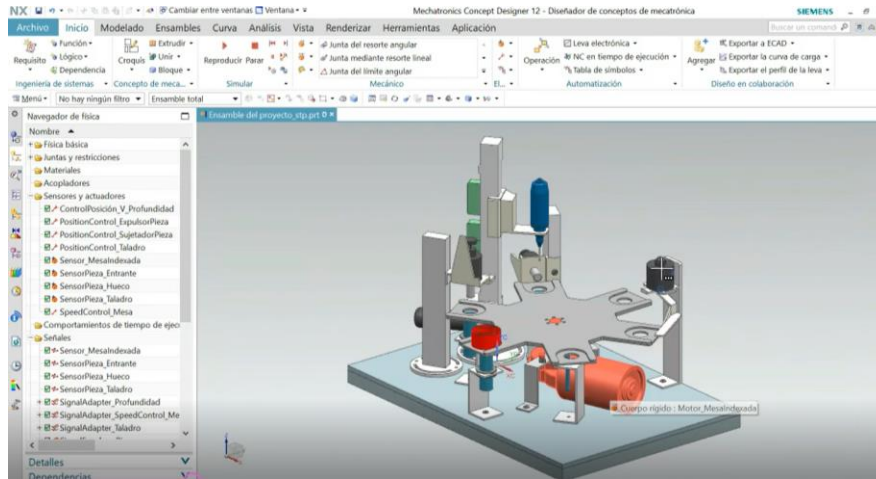 NX
Cambiar entre ventanas Ventana
Mechatronics Concept Designer 12 - Diseñador de conceptos de mecatrónica
SIEMENS
Archivo Inicio Modelado Ensambles Curva Análisis Vista Renderizar Herramientas Aplicación
Buscar un comand
Requisito
Función
Lógico
Dependencia
Ingeniería de sistemas
Croquis
Extrudir
Unir
Bloque
Concepto de meca...
Reproducir Parar
Simular
Junta del resorte angular
Junta mediante resorte lineal
Junta del límite angular
Mecánico
El...
Operación
Leva electrónica
NC en tiempo de ejecución
Tabla de símbolos
Automatización
Agregar
Exportar a ECAD
Exportar la curva de carga
Exportar el perfil de la leva
Diseño en colaboración
Menú No hay ningún filtro Ensamble total
Navegador de física
Ensamble del proyecto_stp.prt
Nombre
Física básica
Juntas y restricciones
Materiales
Acopladores
Sensores y actuadores
ControlPosición_V_Profundidad
PositionControl_ExpulsorPieza
PositionControl_SujetadorPieza
PositionControl_Taladro
Sensor_MesaIndexada
SensorPieza_Entrante
SensorPieza_Hueco
SensorPieza_Taladro
SpeedControl_Mesa
Comportamientos de tiempo de ejec
Señales
Sensor_MesaIndexada
SensorPieza_Entrante
SensorPieza_Hueco
SensorPieza_Taladro
SignalAdapter_Profundidad
SignalAdapter_SpeedControl_Me
SignalAdapter_Taladro
Detalles
Dependencias
Cuerpo rígido : Motor_MesaIndexada